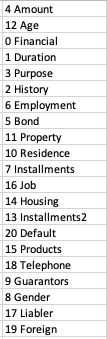 4 Amount
12 Age
0 Financial
1 Duration
3 Purpose
2 History
6 Employment
5 Bond
11 Property
10 Residence
7 Installments
16 Job
14 Housing
13 Installments2
20 Default
15 Products
18 Telephone
9 Guarantors
8 Gender
17 Liabler
19 Foreign